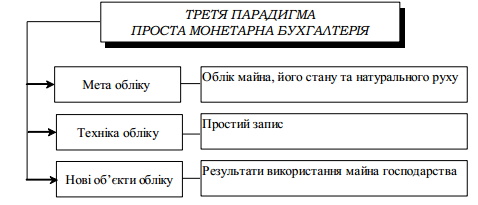 ТРЕТЯ ПАРАДИГМА
ПРОСТА МОНЕТАРНА БУХГАЛТЕРІЯ
Мета обліку
Облік майна, його стану та натурального руху
Техніка обліку
Простий запис
Нові об’єкти обліку
Результати використання майна господарства